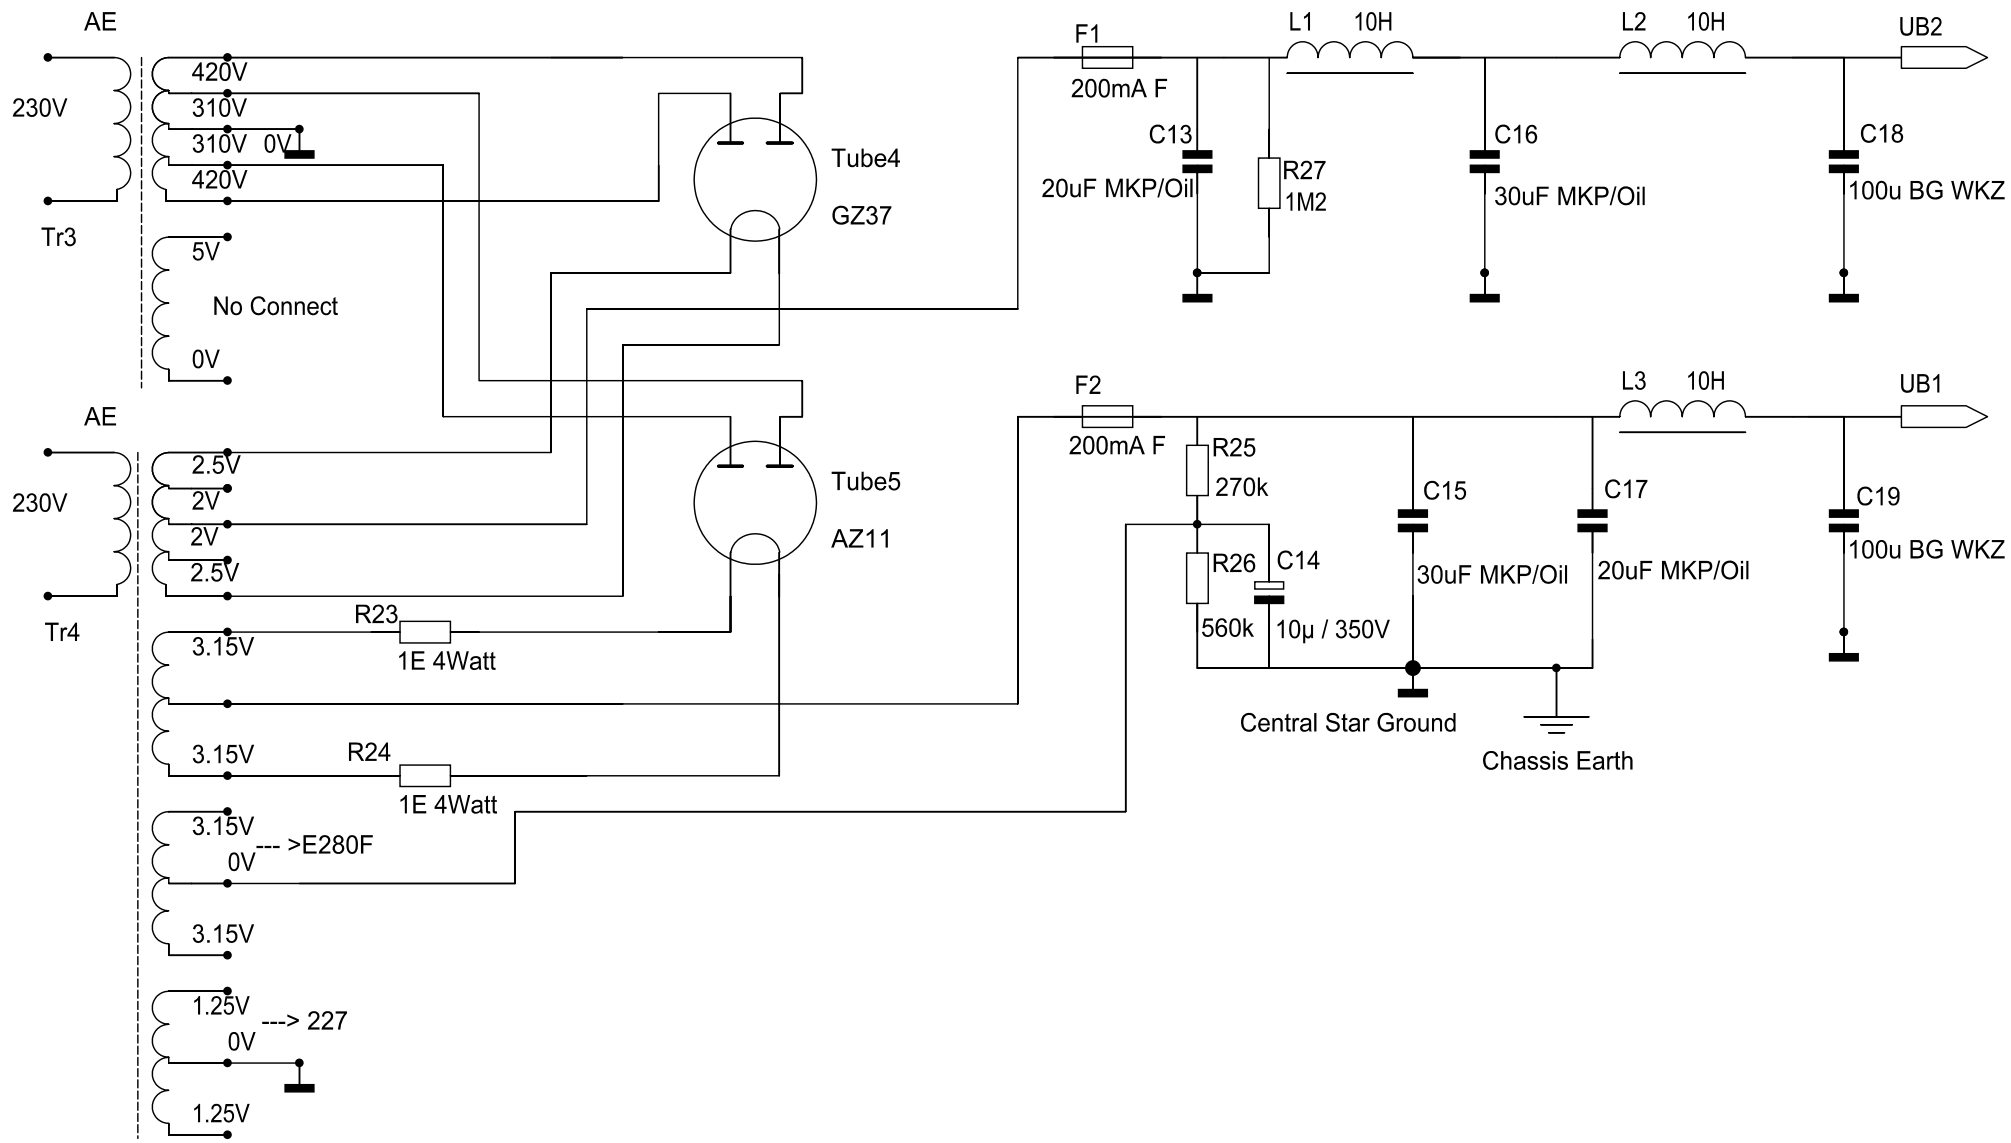 AE
230V
420V
310V
310V 0V
420V
Tr3
5V
No Connect
0V
Tube4
GZ37
F1
200mA F
L1 10H
L2 10H
UB2
C13
20uF MKP/Oil
R27
1M2
C16
30uF MKP/Oil
C18
100u BG WKZ
AE
230V
2.5V
2V
2V
2.5V
Tr4
Tube5
AZ11
F2
200mA F
L3 10H
UB1
R25
270k
R26
560k
C14
10µ / 350V
C15
30uF MKP/Oil
C17
20uF MKP/Oil
C19
100u BG WKZ
Central Star Ground
Chassis Earth
R23
1E 4Watt
3.15V
3.15V
R24
1E 4Watt
3.15V
--- >E280F
0V
3.15V
1.25V
---> 227
0V
1.25V